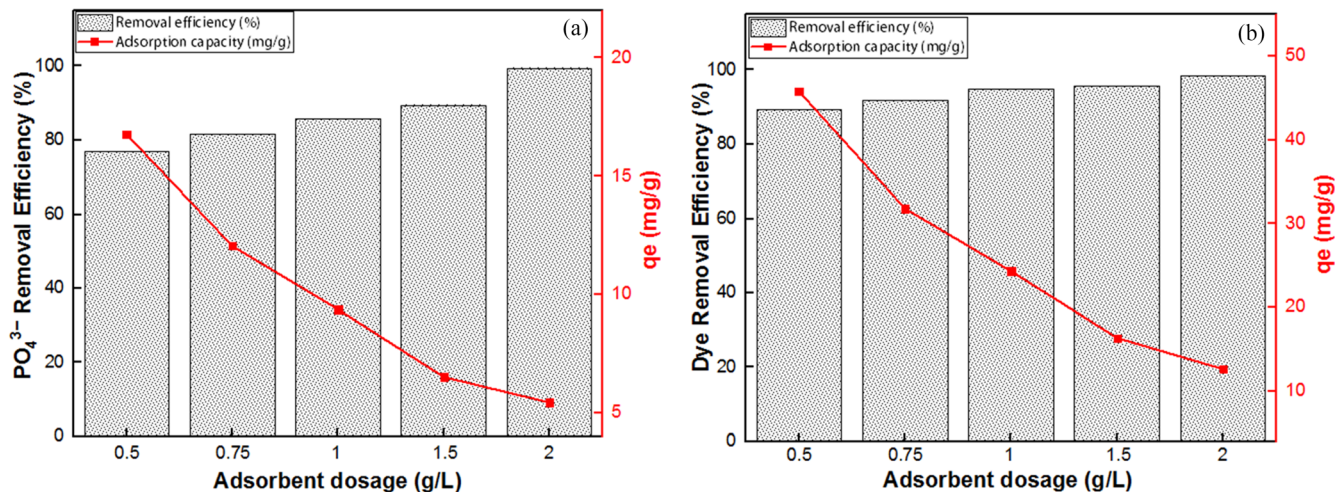 Removal efficiency (%)
Adsorption capacity (mg/g)
(a)
PO₄³⁻ Removal Efficiency (%)
100
80
60
40
20
0
20
15
10
5
qe (mg/g)
0.5 0.75 1 1.5 2
Adsorbent dosage (g/L)
Removal efficiency (%)
Adsorption capacity (mg/g)
(b)
Dye Removal Efficiency (%)
100
80
60
40
20
0
50
40
30
20
10
qe (mg/g)
0.5 0.75 1 1.5 2
Adsorbent dosage (g/L)